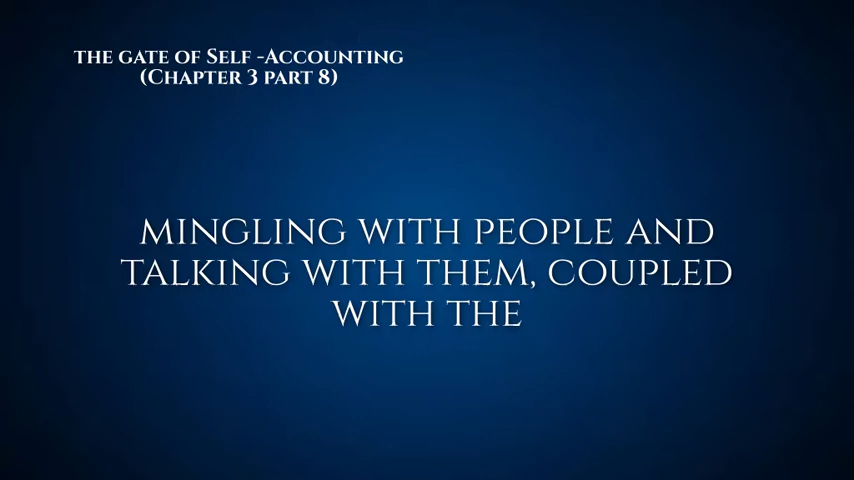 THE GATE OF SELF -ACCOUNTING
(CHAPTER 3 PART 8)
MINGLING WITH PEOPLE AND
TALKING WITH THEM, COUPLED
WITH THE